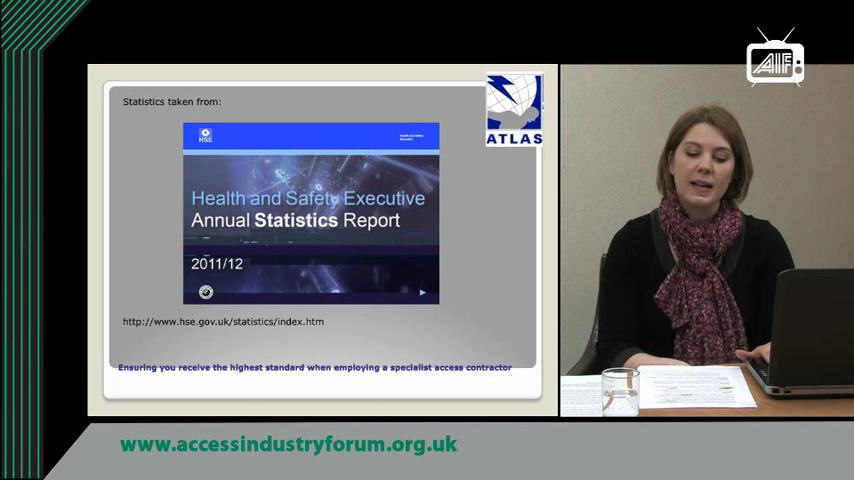 AIF
Statistics taken from:
ATLAS
HSE
Health and Safety
Executive
Health and Safety Executive
Annual Statistics Report
2011/12
http://www.hse.gov.uk/statistics/index.htm
Ensuring you receive the highest standard when employing a specialist access contractor
www.accessindustryforum.org.uk